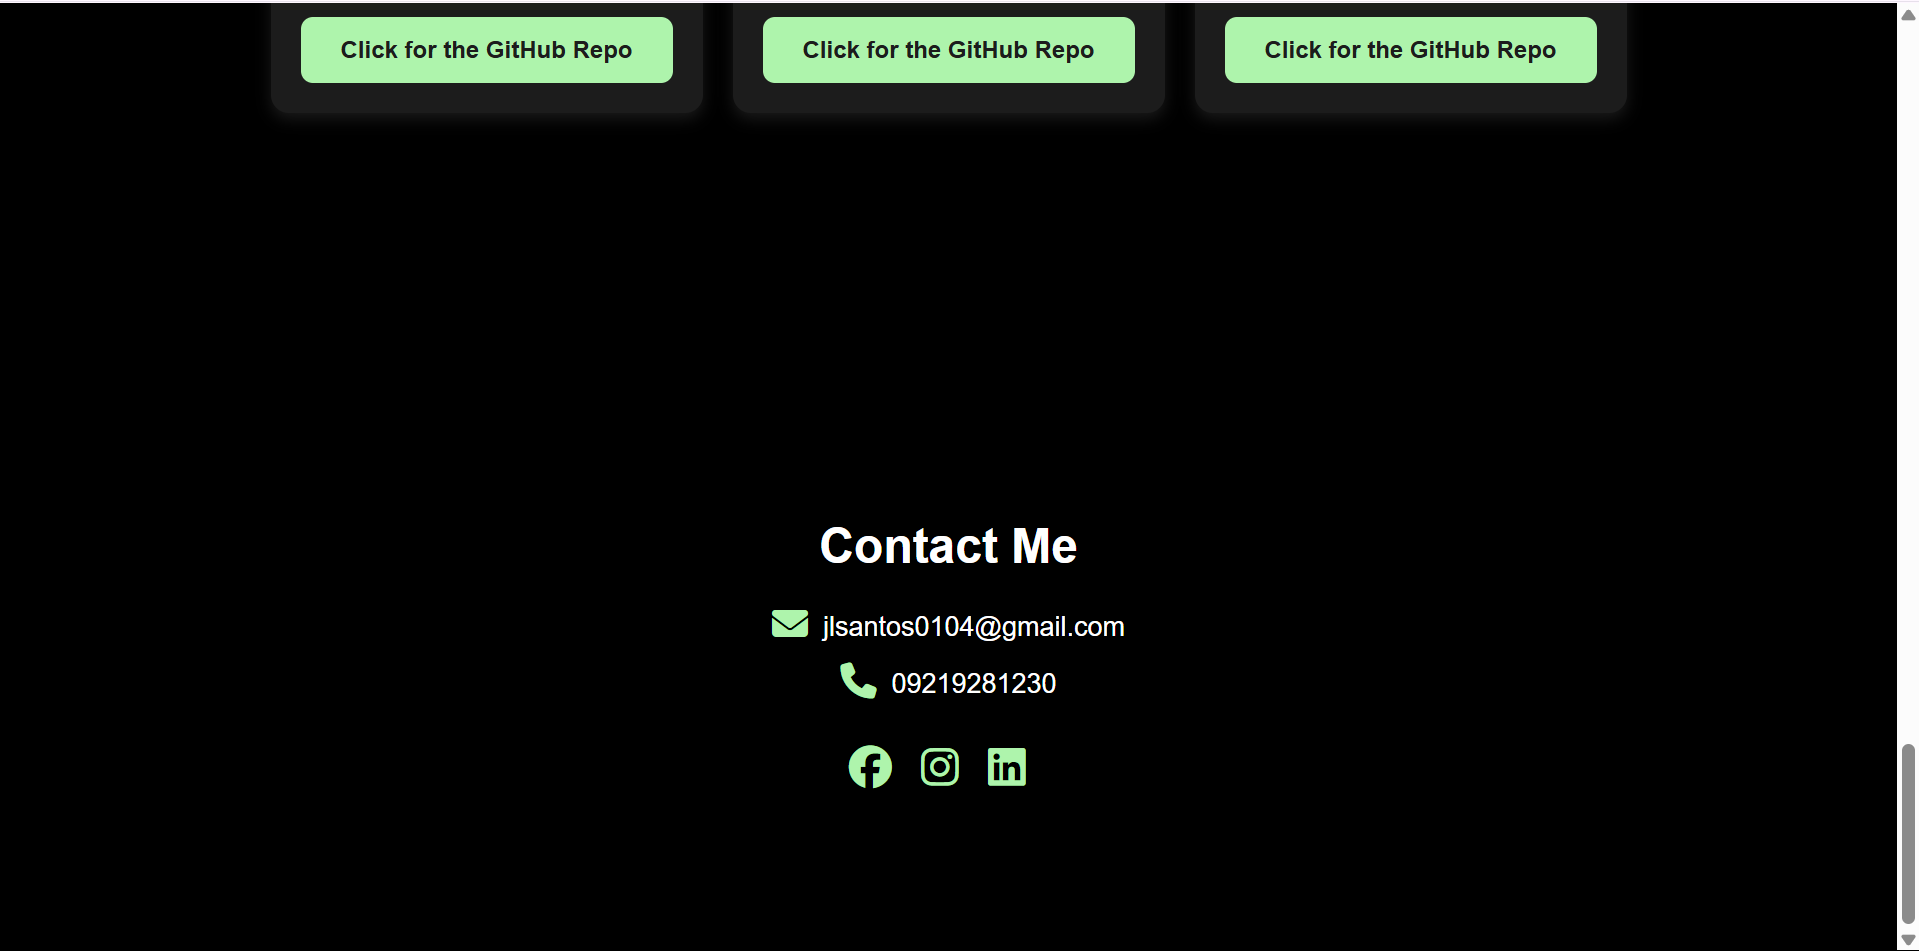 Click for the GitHub Repo Click for the GitHub Repo Click for the GitHub Repo
Contact Me
jlsantos0104@gmail.com
09219281230